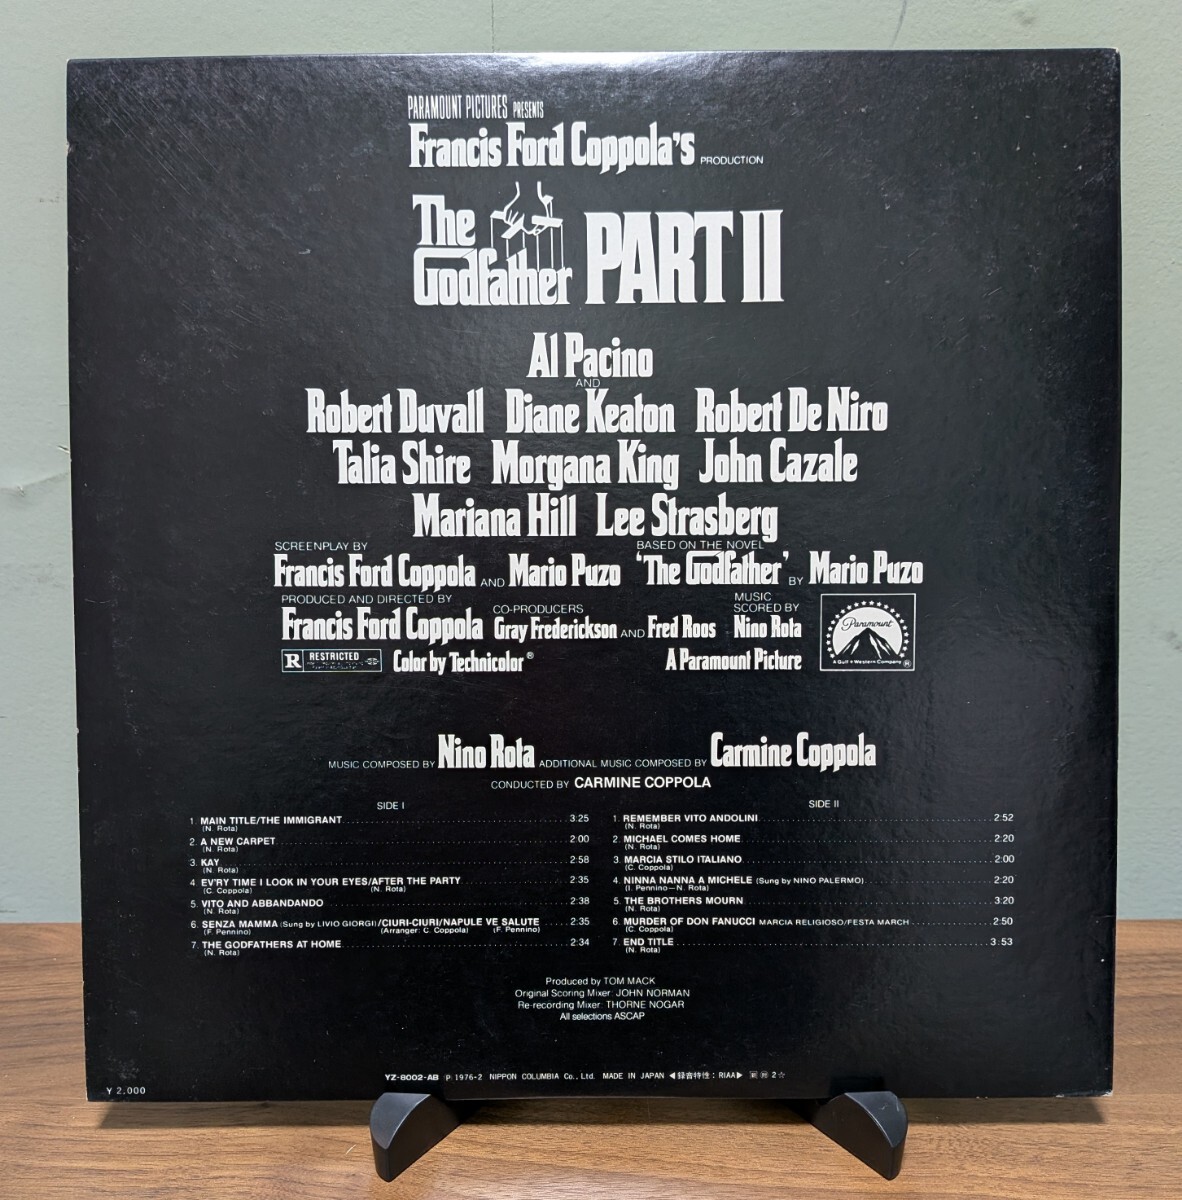 PARAMOUNT PICTURES PRESENTS
Francis Ford Coppola's PRODUCTION
The Godfather PART II
Al Pacino
AND
Robert Duvall Diane Keaton Robert De Niro
Talia Shire Morgana King John Cazale
Mariana Hill Lee Strasberg
SCREENPLAY BY
Francis Ford Coppola AND Mario Puzo
BASED ON THE NOVEL
'The Godfather' BY Mario Puzo
PRODUCED AND DIRECTED BY
Francis Ford Coppola
CO-PRODUCERS
Gray Frederickson AND Fred Roos
MUSIC
SCORED BY
Nino Rota
Paramount
A Gulf + Western Company ®
R RESTRICTED
Color by Technicolor®
A Paramount Picture
MUSIC COMPOSED BY Nino Rota ADDITIONAL MUSIC COMPOSED BY Carmine Coppola
CONDUCTED BY CARMINE COPPOLA
SIDE I
1. MAIN TITLE/THE IMMIGRANT 3:25
(N. Rota)
2. A NEW CARPET 2:00
(N. Rota)
3. KAY 2:58
(N. Rota)
4. EV'RY TIME I LOOK IN YOUR EYES/AFTER THE PARTY 2:35
(C. Coppola) (N. Rota)
5. VITO AND ABBANDANDO 2:38
(N. Rota)
6. SENZA MAMMA (Sung by LIVIO GIORGI)/CIURI-CIURI/NAPULE VE SALUTE 2:35
(F. Pennino) (Arranger: C. Coppola) (F. Pennino)
7. THE GODFATHERS AT HOME 2:34
(N. Rota)
SIDE II
1. REMEMBER VITO ANDOLINI 2:52
(N. Rota)
2. MICHAEL COMES HOME 2:20
(N. Rota)
3. MARCIA STILO ITALIANO 2:00
(C. Coppola)
4. NINNA NANNA A MICHELE (Sung by NINO PALERMO) 2:20
(I. Pennino—N. Rota)
5. THE BROTHERS MOURN 3:20
(N. Rota)
6. MURDER OF DON FANUCCI MARCIA RELIGIOSO/FESTA MARCH 2:50
(C. Coppola)
7. END TITLE 3:53
(N. Rota)
Produced by TOM MACK
Original Scoring Mixer: JOHN NORMAN
Re-recording Mixer: THORNE NOGAR
All selections ASCAP
YZ-8002-AB Ⓟ 1976-2 NIPPON COLUMBIA Co., Ltd. MADE IN JAPAN ◀録音特性：RIAA▶ 2☆
Y 2,000